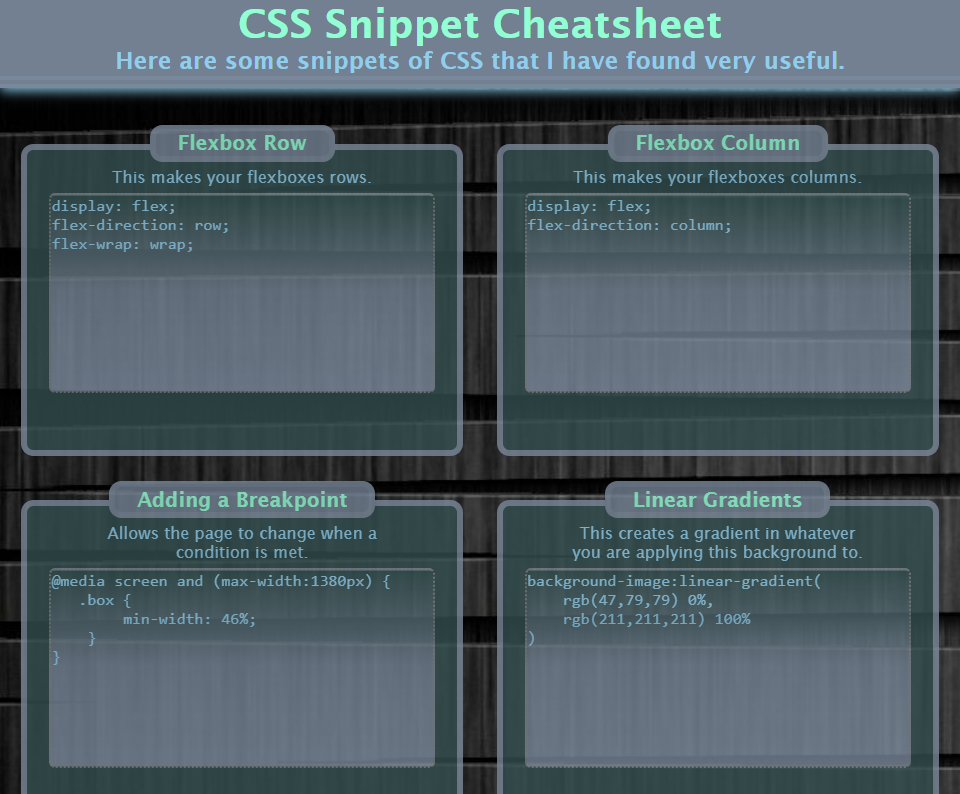 CSS Snippet Cheatsheet
Here are some snippets of CSS that I have found very useful.
Flexbox Row
This makes your flexboxes rows.
display: flex;
flex-direction: row;
flex-wrap: wrap;
Flexbox Column
This makes your flexboxes columns.
display: flex;
flex-direction: column;
Adding a Breakpoint
Allows the page to change when a
condition is met.
@media screen and (max-width:1380px) {
   .box {
        min-width: 46%;
    }
}
Linear Gradients
This creates a gradient in whatever
you are applying this background to.
background-image:linear-gradient(
    rgb(47,79,79) 0%,
    rgb(211,211,211) 100%
)